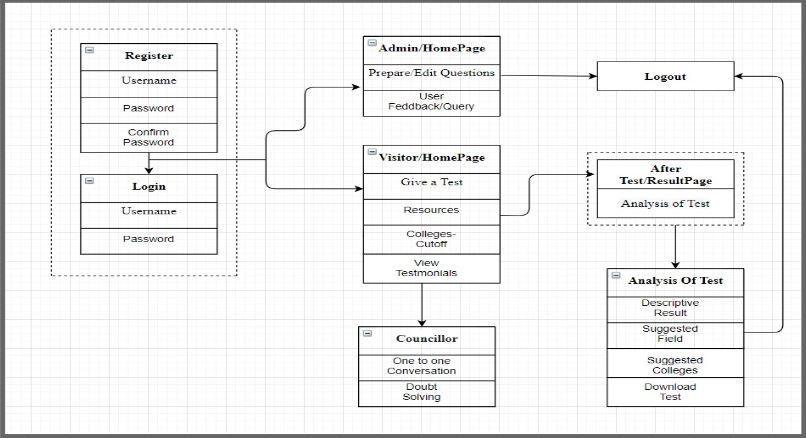 Register
Username
Password
Confirm
Password
Login
Username
Password
Admin/HomePage
Prepare/Edit Questions
User
Feddback/Query
Visitor/HomePage
Give a Test
Resources
Colleges-
Cutoff
View
Testmonials
Councillor
One to one
Conversation
Doubt
Solving
Logout
After
Test/ResultPage
Analysis of Test
Analysis Of Test
Descriptive
Result
Suggested
Field
Suggested
Colleges
Download
Test